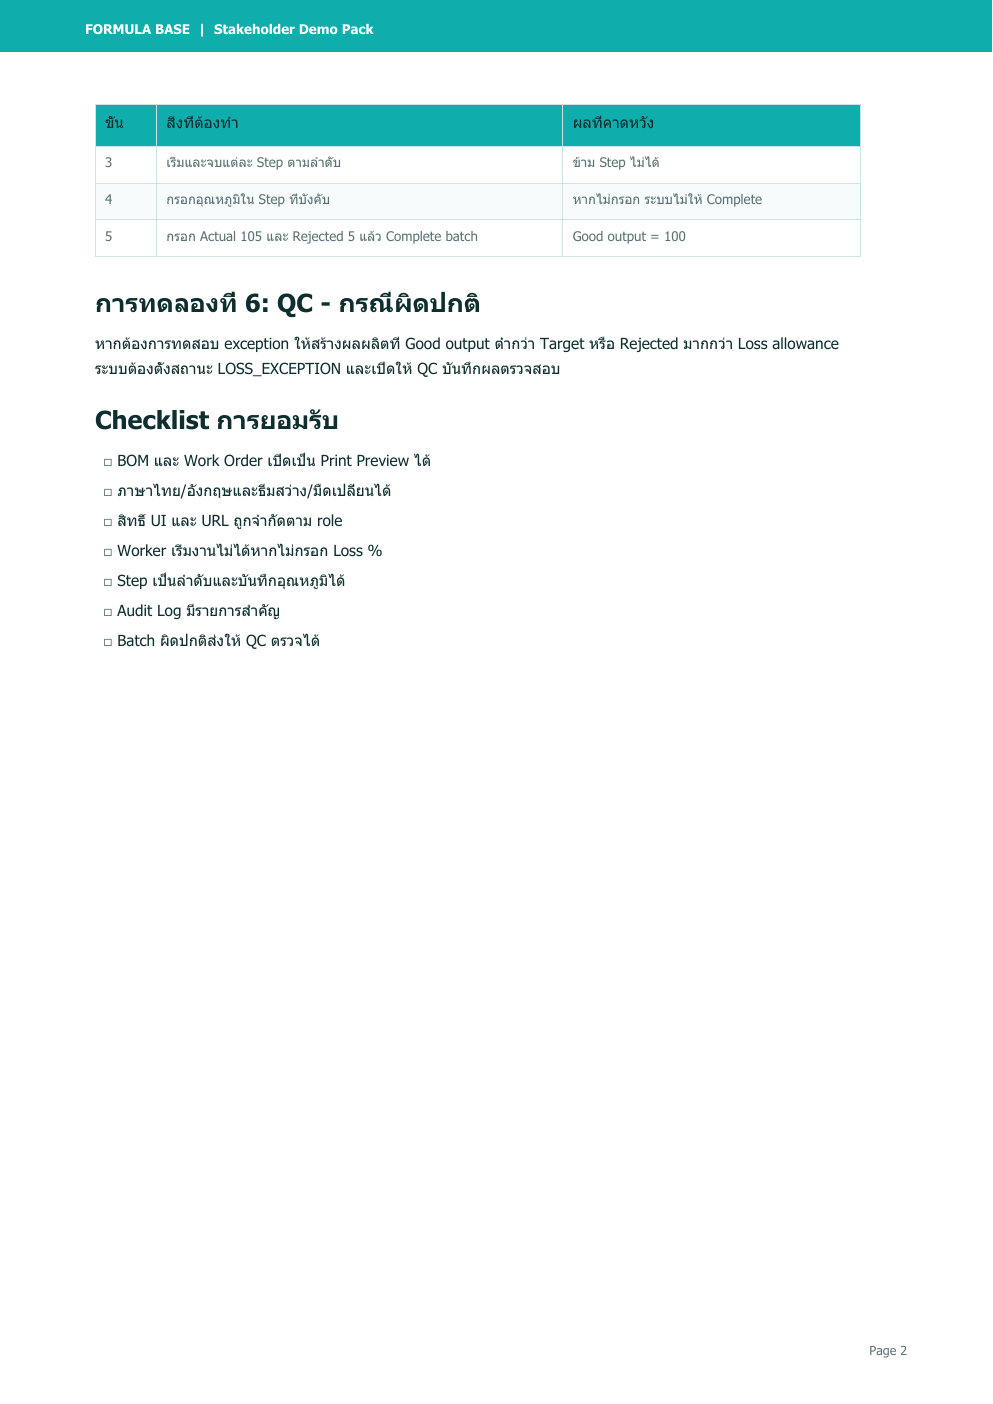 FORMULA BASE | Stakeholder Demo Pack
ขั้น สิ่งที่ต้องทำ ผลที่คาดหวัง
3 เริ่มและจบแต่ละ Step ตามลำดับ ข้าม Step ไม่ได้
4 กรอกอุณหภูมิใน Step ที่บังคับ หากไม่กรอก ระบบไม่ให้ Complete
5 กรอก Actual 105 และ Rejected 5 แล้ว Complete batch Good output = 100
การทดลองที่ 6: QC - กรณีผิดปกติ
หากต้องการทดสอบ exception ให้สร้างผลผลิตที่ Good output ต่ำกว่า Target หรือ Rejected มากกว่า Loss allowance
ระบบต้องตั้งสถานะ LOSS_EXCEPTION และเปิดให้ QC บันทึกผลตรวจสอบ
Checklist การยอมรับ
□ BOM และ Work Order เปิดเป็น Print Preview ได้
□ ภาษาไทย/อังกฤษและธีมสว่าง/มืดเปลี่ยนได้
□ สิทธิ์ UI และ URL ถูกจำกัดตาม role
□ Worker เริ่มงานไม่ได้หากไม่กรอก Loss %
□ Step เป็นลำดับและบันทึกอุณหภูมิได้
□ Audit Log มีรายการสำคัญ
□ Batch ผิดปกติส่งให้ QC ตรวจได้
Page 2